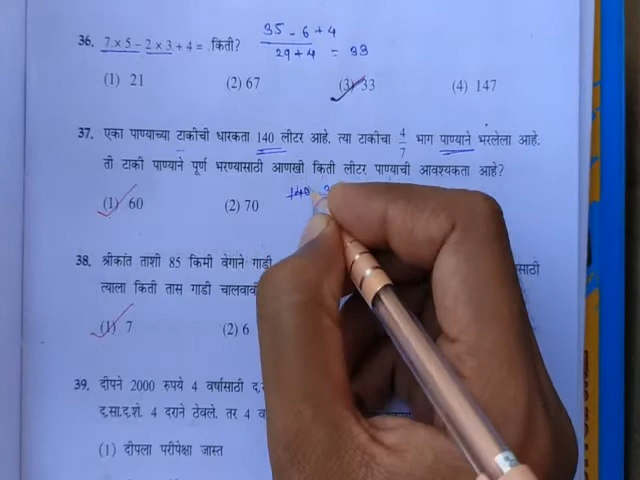 35 - 6 + 4
36. 7 × 5 - 2 × 3 + 4 = किती?
29 + 4 = 33
(1) 21 (2) 67 (3) 33 (4) 147
37. एका पाण्याच्या टाकीची धारकता 140 लीटर आहे. त्या टाकीचा 4/7 भाग पाण्याने भरलेला आहे.
ती टाकी पाण्याने पूर्ण भरण्यासाठी आणखी किती लीटर पाण्याची आवश्यकता आहे?
140 3
(1) 60 (2) 70
38. श्रीकांत ताशी 85 किमी वेगाने गाडी साठी
त्याला किती तास गाडी
(1) 7 (2) 6
39. दीपने 2000 रुपये 4 वर्षासाठी
द.सा.द.शे. 4 दराने ठेवले. तर 4
(1) दीपला परीपेक्षा जास्त